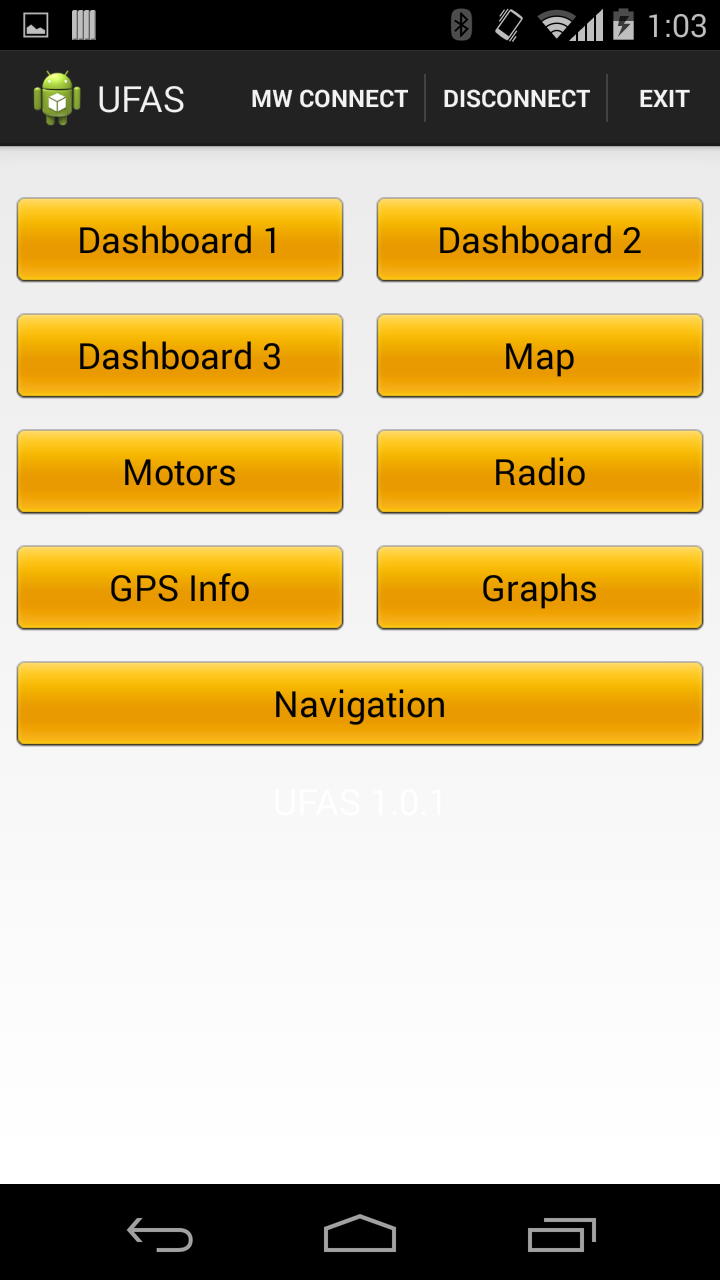 1:03
UFAS MW CONNECT DISCONNECT EXIT
Dashboard 1 Dashboard 2
Dashboard 3 Map
Motors Radio
GPS Info Graphs
Navigation
UFAS 1.0.1